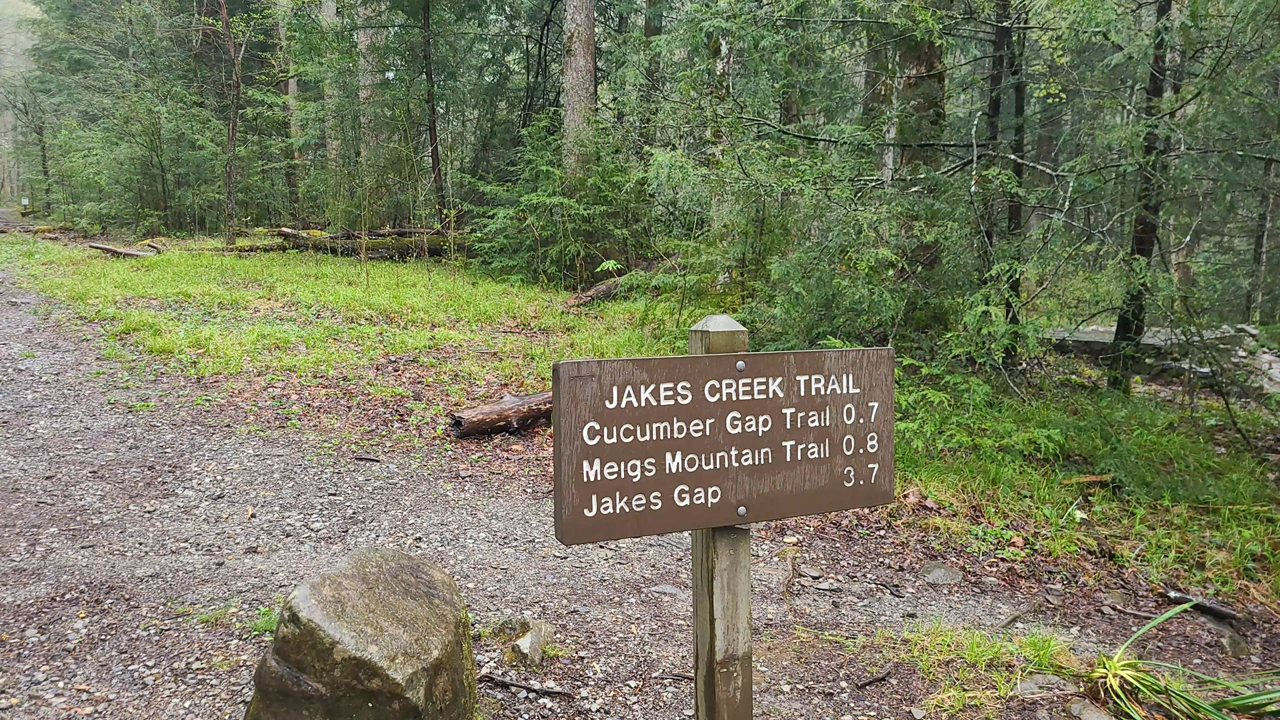 JAKES CREEK TRAIL
Cucumber Gap Trail 0.7
Meigs Mountain Trail 0.8
Jakes Gap 3.7